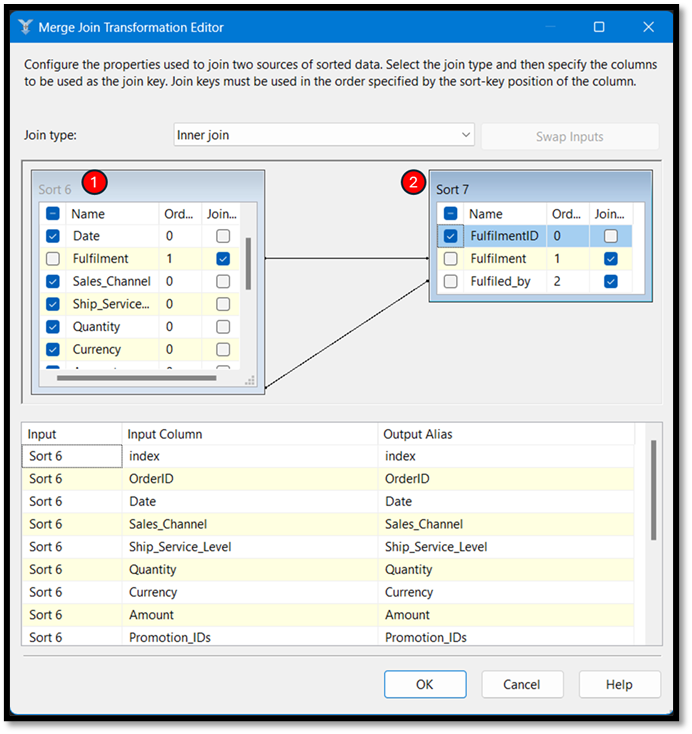 Merge Join Transformation Editor
Configure the properties used to join two sources of sorted data. Select the join type and then specify the columns
to be used as the join key. Join keys must be used in the order specified by the sort-key position of the column.
Join type: Inner join Swap Inputs
Sort 6 1
Name Ord... Join...
Date 0
Fulfilment 1
Sales_Channel 0
Ship_Service... 0
Quantity 0
Currency 0
2 Sort 7
Name Ord... Join...
FulfilmentID 0
Fulfilment 1
Fulfiled_by 2
Input Input Column Output Alias
Sort 6 index index
Sort 6 OrderID OrderID
Sort 6 Date Date
Sort 6 Sales_Channel Sales_Channel
Sort 6 Ship_Service_Level Ship_Service_Level
Sort 6 Quantity Quantity
Sort 6 Currency Currency
Sort 6 Amount Amount
Sort 6 Promotion_IDs Promotion_IDs
OK Cancel Help